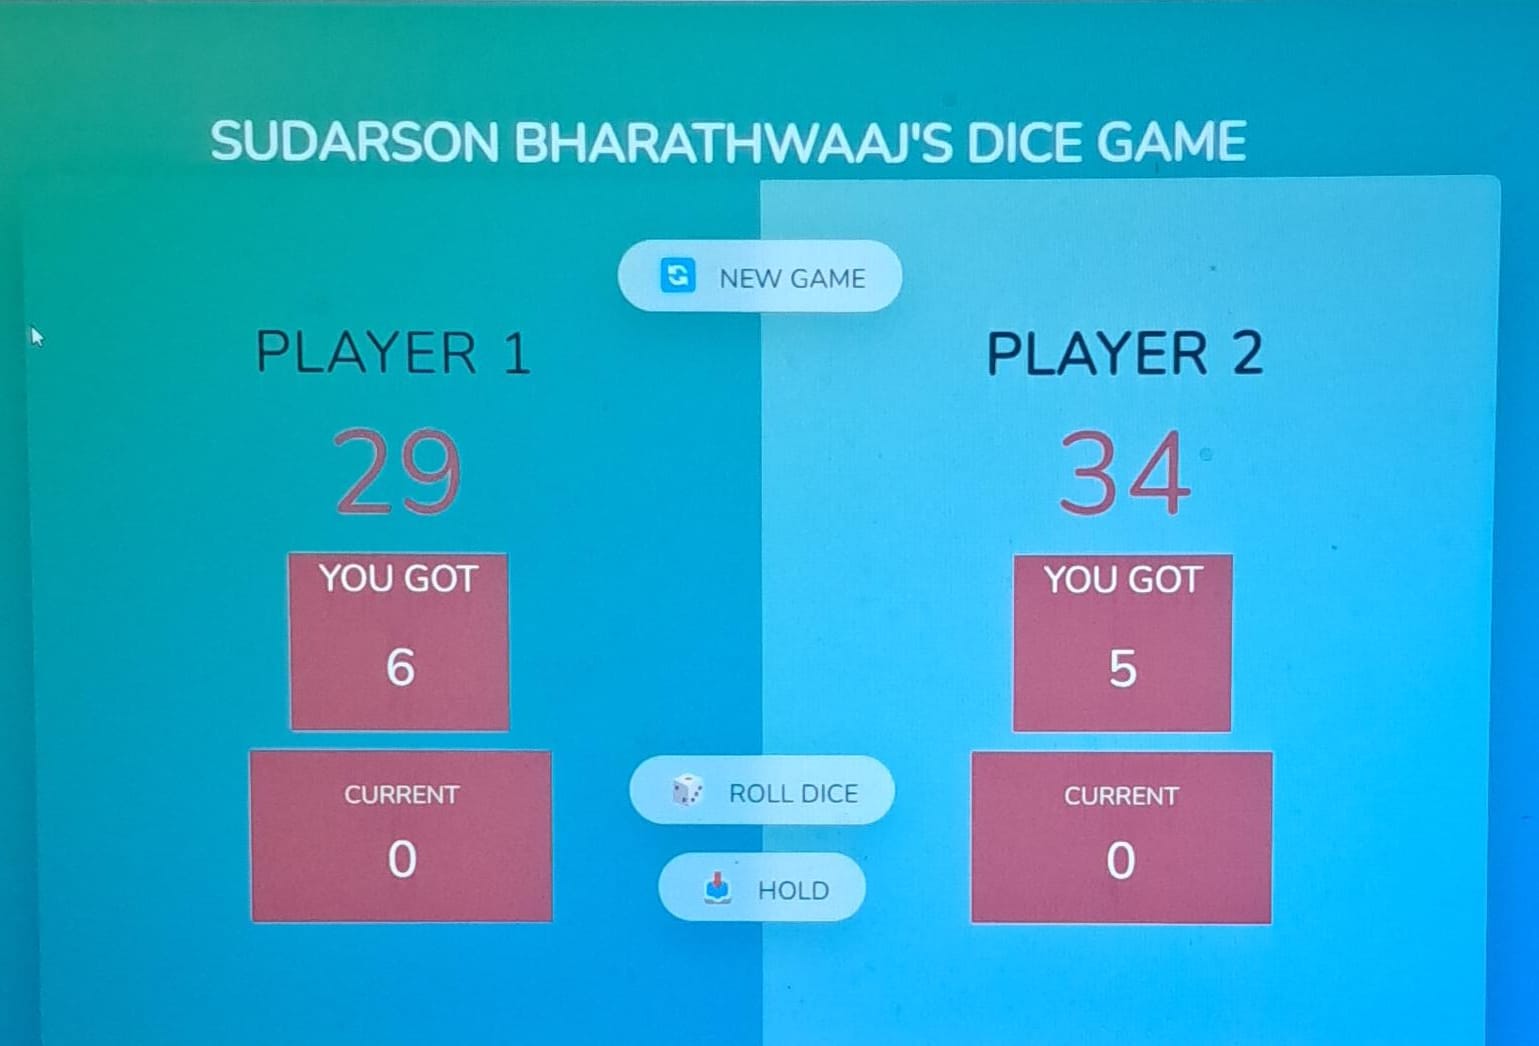 SUDARSON BHARATHWAAJ'S DICE GAME
NEW GAME
PLAYER 1
29
YOU GOT
6
CURRENT
0
PLAYER 2
34
YOU GOT
5
CURRENT
0
ROLL DICE
HOLD